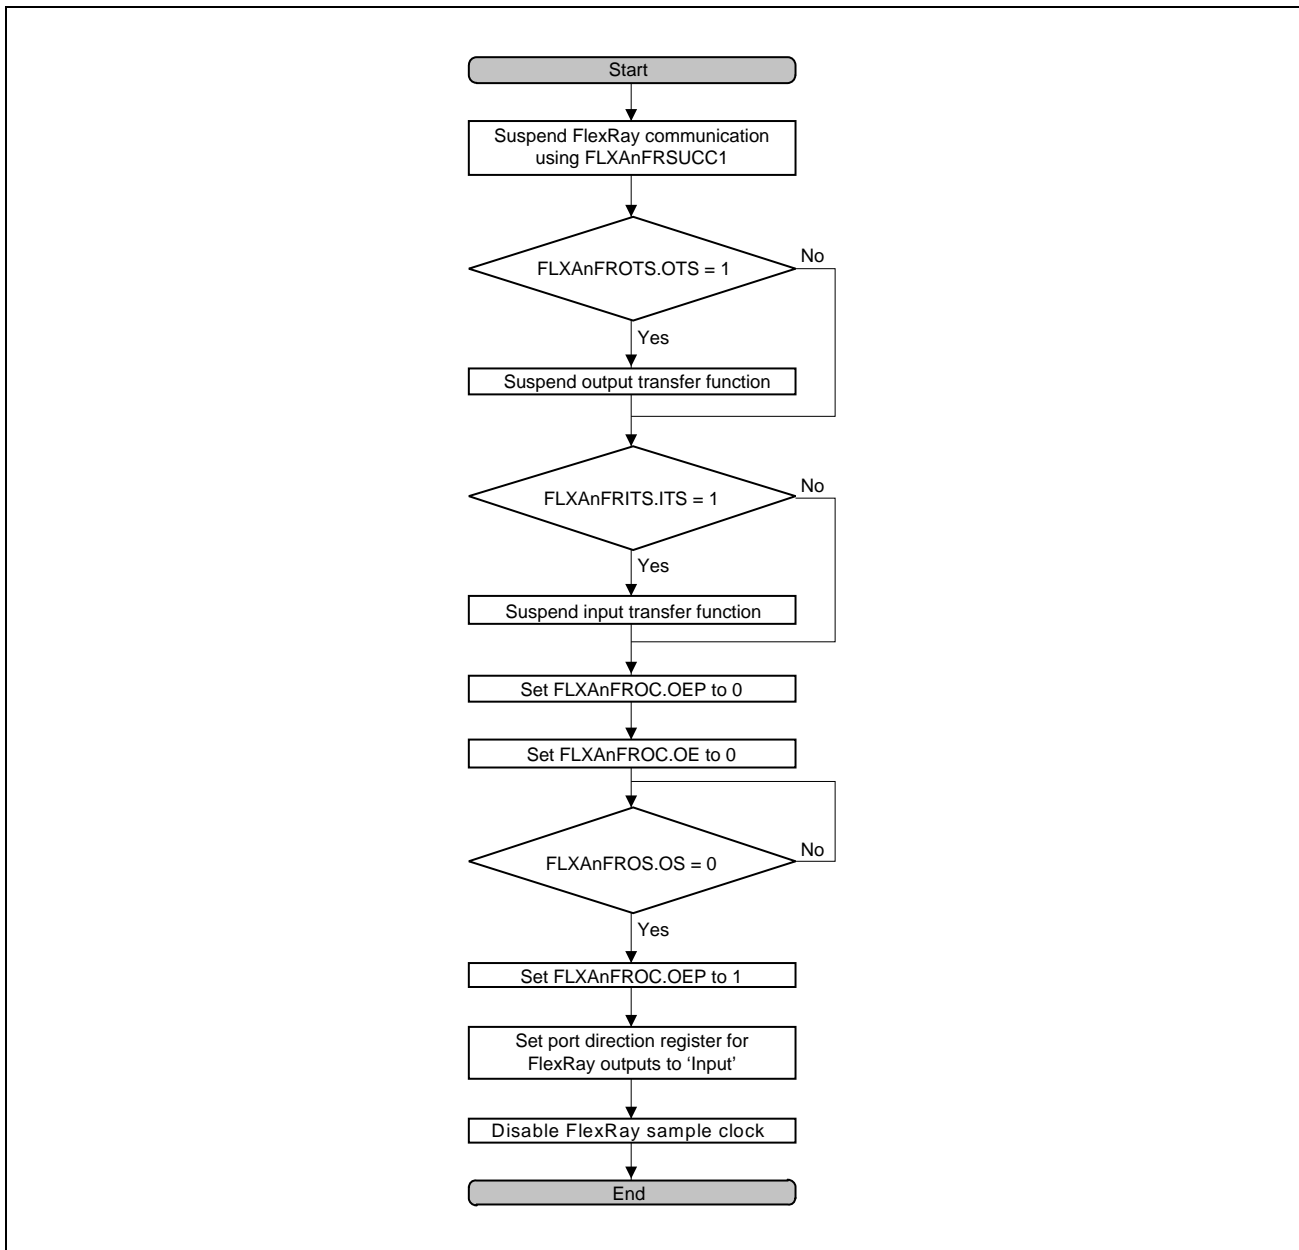 Start
Suspend FlexRay communication
using FLXAnFRSUCC1
FLXAnFROTS.OTS = 1
No
Yes
Suspend output transfer function
FLXAnFRITS.ITS = 1
No
Yes
Suspend input transfer function
Set FLXAnFROC.OEP to 0
Set FLXAnFROC.OE to 0
FLXAnFROS.OS = 0
No
Yes
Set FLXAnFROC.OEP to 1
Set port direction register for
FlexRay outputs to ‘Input’
Disable FlexRay sample clock
End